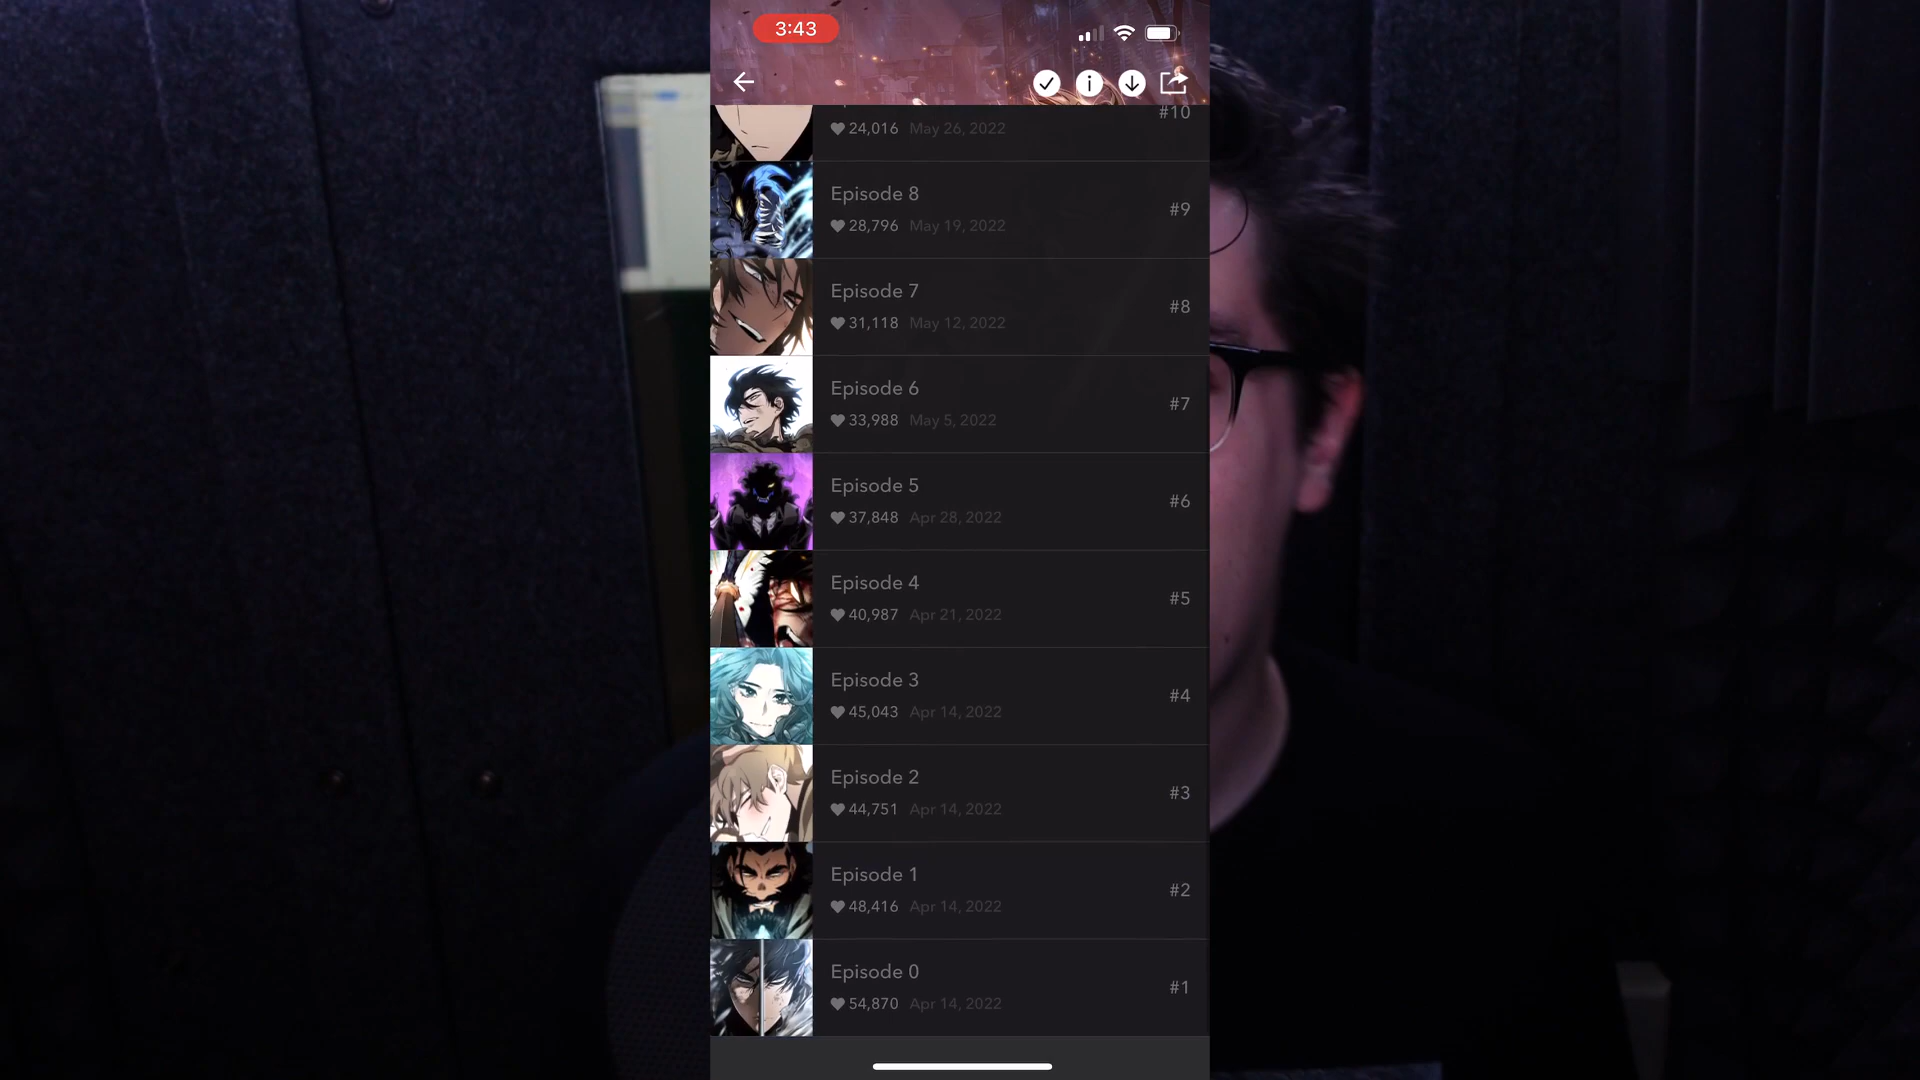 3:43
#10
24,016 May 26, 2022
Episode 8
28,796 May 19, 2022
#9
Episode 7
31,118 May 12, 2022
#8
Episode 6
33,988 May 5, 2022
#7
Episode 5
37,848 Apr 28, 2022
#6
Episode 4
40,987 Apr 21, 2022
#5
Episode 3
45,043 Apr 14, 2022
#4
Episode 2
44,751 Apr 14, 2022
#3
Episode 1
48,416 Apr 14, 2022
#2
Episode 0
54,870 Apr 14, 2022
#1